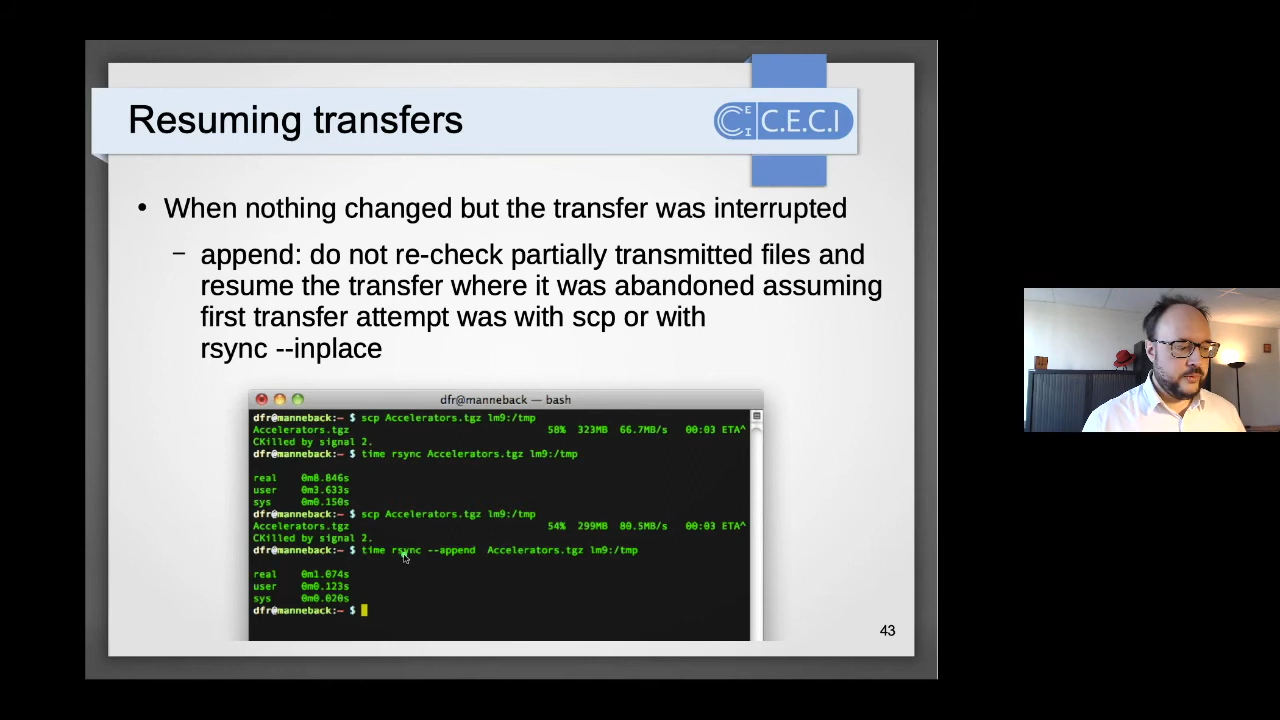 Resuming transfers
CE CI C.E.C.I
• When nothing changed but the transfer was interrupted
– append: do not re-check partially transmitted files and
resume the transfer where it was abandoned assuming
first transfer attempt was with scp or with
rsync --inplace
dfr@manneback — bash
dfr@manneback:~ $ scp Accelerators.tgz lm9:/tmp
Accelerators.tgz 58% 323MB 66.7MB/s 00:03 ETA^
CKilled by signal 2.
dfr@manneback:~ $ time rsync Accelerators.tgz lm9:/tmp
real 0m8.846s
user 0m3.633s
sys 0m0.150s
dfr@manneback:~ $ scp Accelerators.tgz lm9:/tmp
Accelerators.tgz 54% 299MB 80.5MB/s 00:03 ETA^
CKilled by signal 2.
dfr@manneback:~ $ time rsync --append Accelerators.tgz lm9:/tmp
real 0m1.074s
user 0m0.123s
sys 0m0.020s
dfr@manneback:~ $
43